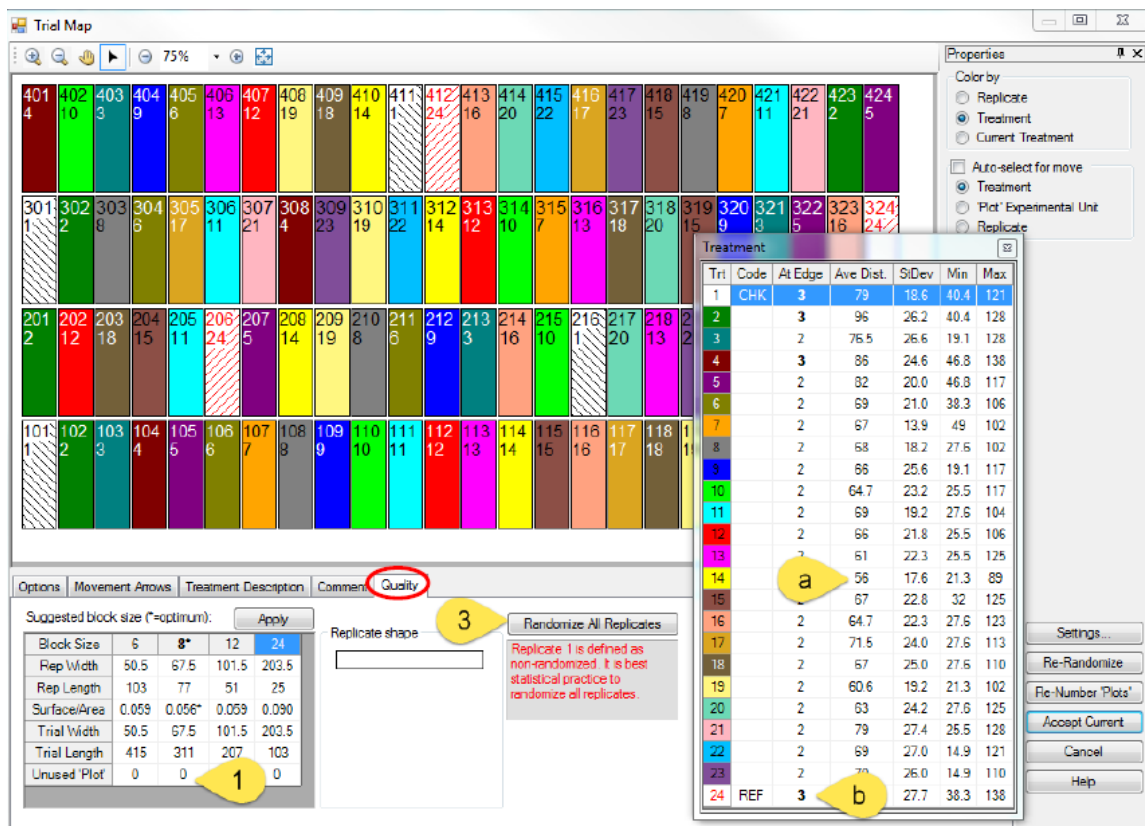 Trial Map
75%
401 402 403 404 405 406 407 408 409 410 411 412 413 414 415 416 417 418 419 420 421 422 423 424
4 10 3 9 6 13 12 19 18 14 1 24 16 20 22 17 23 15 8 7 11 21 2 5
301 302 303 304 305 306 307 308 309 310 311 312 313 314 315 316 317 318 319 320 321 322 323 324
1 2 8 6 17 11 21 4 23 19 22 14 12 10 7 13 18 20 15 9 3 5 16 24
201 202 203 204 205 206 207 208 209 210 211 212 213 214 215 216 217 218
2 12 18 15 11 24 5 14 19 8 6 9 3 16 10 1 20 13
101 102 103 104 105 106 107 108 109 110 111 112 113 114 115 116 117 118
1 2 3 4 5 6 7 8 9 10 11 12 13 14 15 16 17 18
Properties
Color by
Replicate
Treatment
Current Treatment
Auto-select for move
Treatment
'Plot' Experimental Unit
Replicate
Treatment
Trt Code At Edge Ave Dist. StDev Min Max
1 CHK 3 79 18.6 40.4 121
2 3 96 26.2 40.4 128
3 2 76.5 26.6 19.1 128
4 3 86 24.6 46.8 138
5 2 82 20.0 46.8 117
6 2 69 21.0 38.3 106
7 2 67 13.9 49 102
8 2 68 18.2 27.6 102
9 2 66 25.6 19.1 117
10 2 64.7 23.2 25.5 117
11 2 69 19.2 27.6 104
12 2 66 21.8 25.5 106
13 2 61 22.3 25.5 125
14 56 17.6 21.3 89
15 2 67 22.8 32 125
16 2 64.7 22.3 27.6 123
17 2 71.5 24.0 27.6 113
18 2 67 25.0 27.6 110
19 2 60.6 19.2 21.3 102
20 2 63 24.2 27.6 125
21 2 79 27.4 25.5 128
22 2 69 27.0 14.9 121
23 2 26.0 14.9 110
24 REF 3 27.7 38.3 138
a
b
Options Movement Arrows Treatment Description Comment Quality
Suggested block size (*=optimum): Apply
Block Size 6 8* 12 24
Rep Width 50.5 67.5 101.5 203.5
Rep Length 103 77 51 25
Surface/Area 0.059 0.056* 0.059 0.090
Trial Width 50.5 67.5 101.5 203.5
Trial Length 415 311 207 103
Unused 'Plot' 0 0 0
1
Replicate shape
3
Randomize All Replicates
Replicate 1 is defined as
non-randomized. It is best
statistical practice to
randomize all replicates.
Settings...
Re-Randomize
Re-Number 'Plots'
Accept Current
Cancel
Help